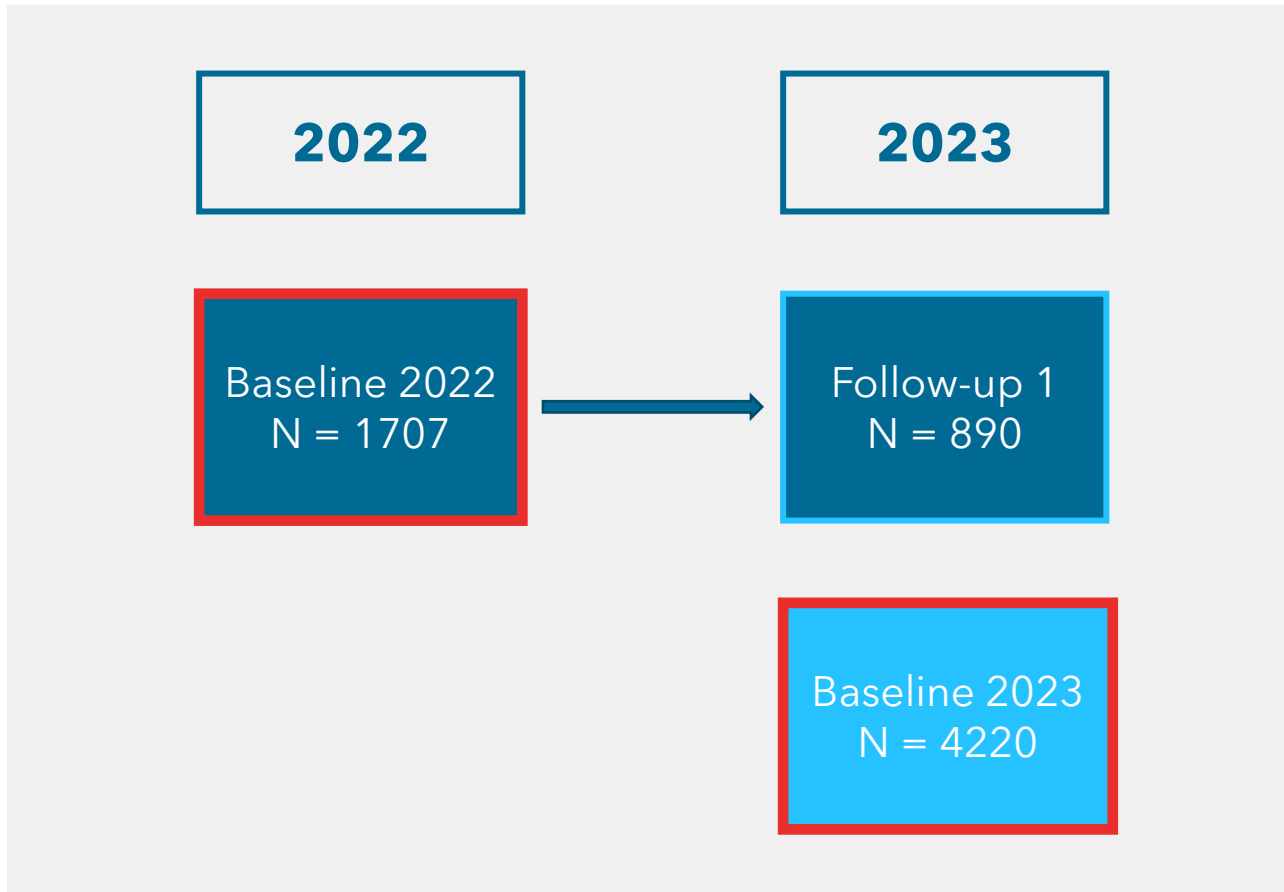 2022
2023
Baseline 2022
N = 1707
Follow-up 1
N = 890
Baseline 2023
N = 4220